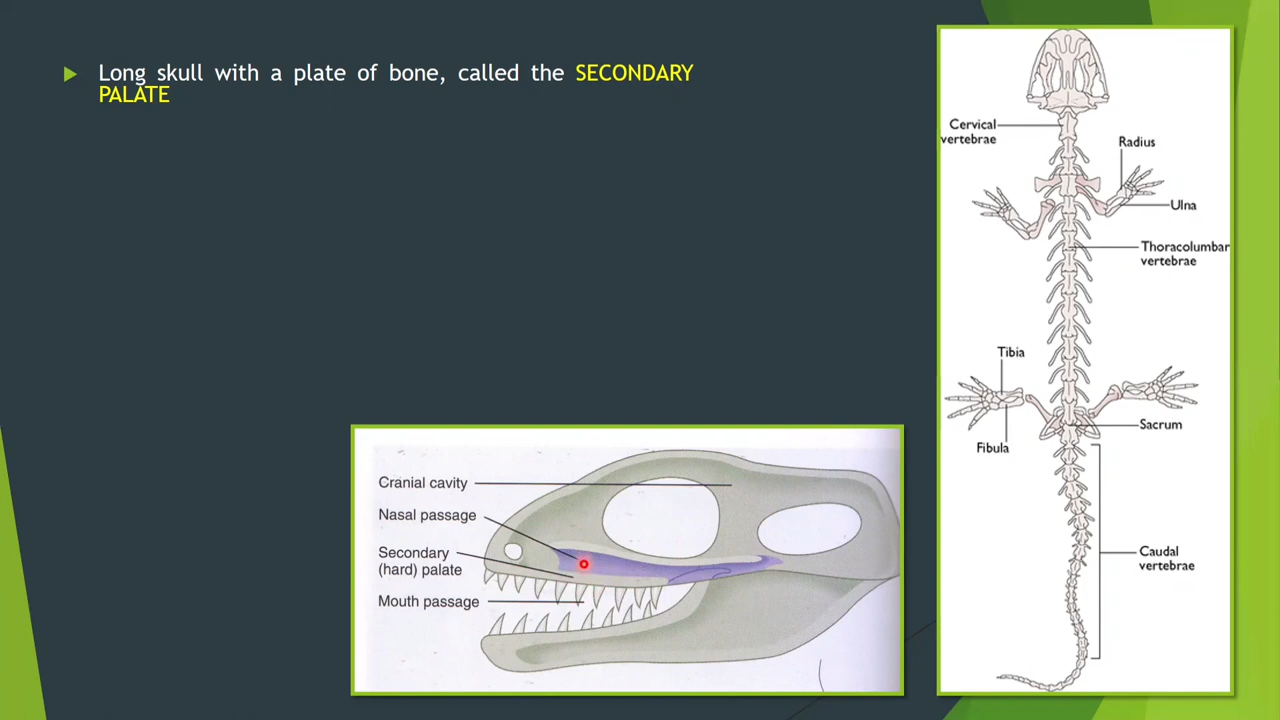 Long skull with a plate of bone, called the SECONDARY
PALATE
Cranial cavity
Nasal passage
Secondary
(hard) palate
Mouth passage
Cervical
vertebrae
Radius
Ulna
Thoracolumbar
vertebrae
Tibia
Fibula
Sacrum
Caudal
vertebrae